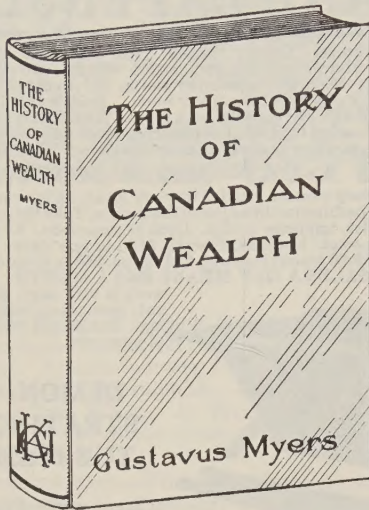 THE
HISTORY
OF
CANADIAN
WEALTH
MYERS
THE HISTORY
OF
CANADIAN
WEALTH
Gustavus Myers